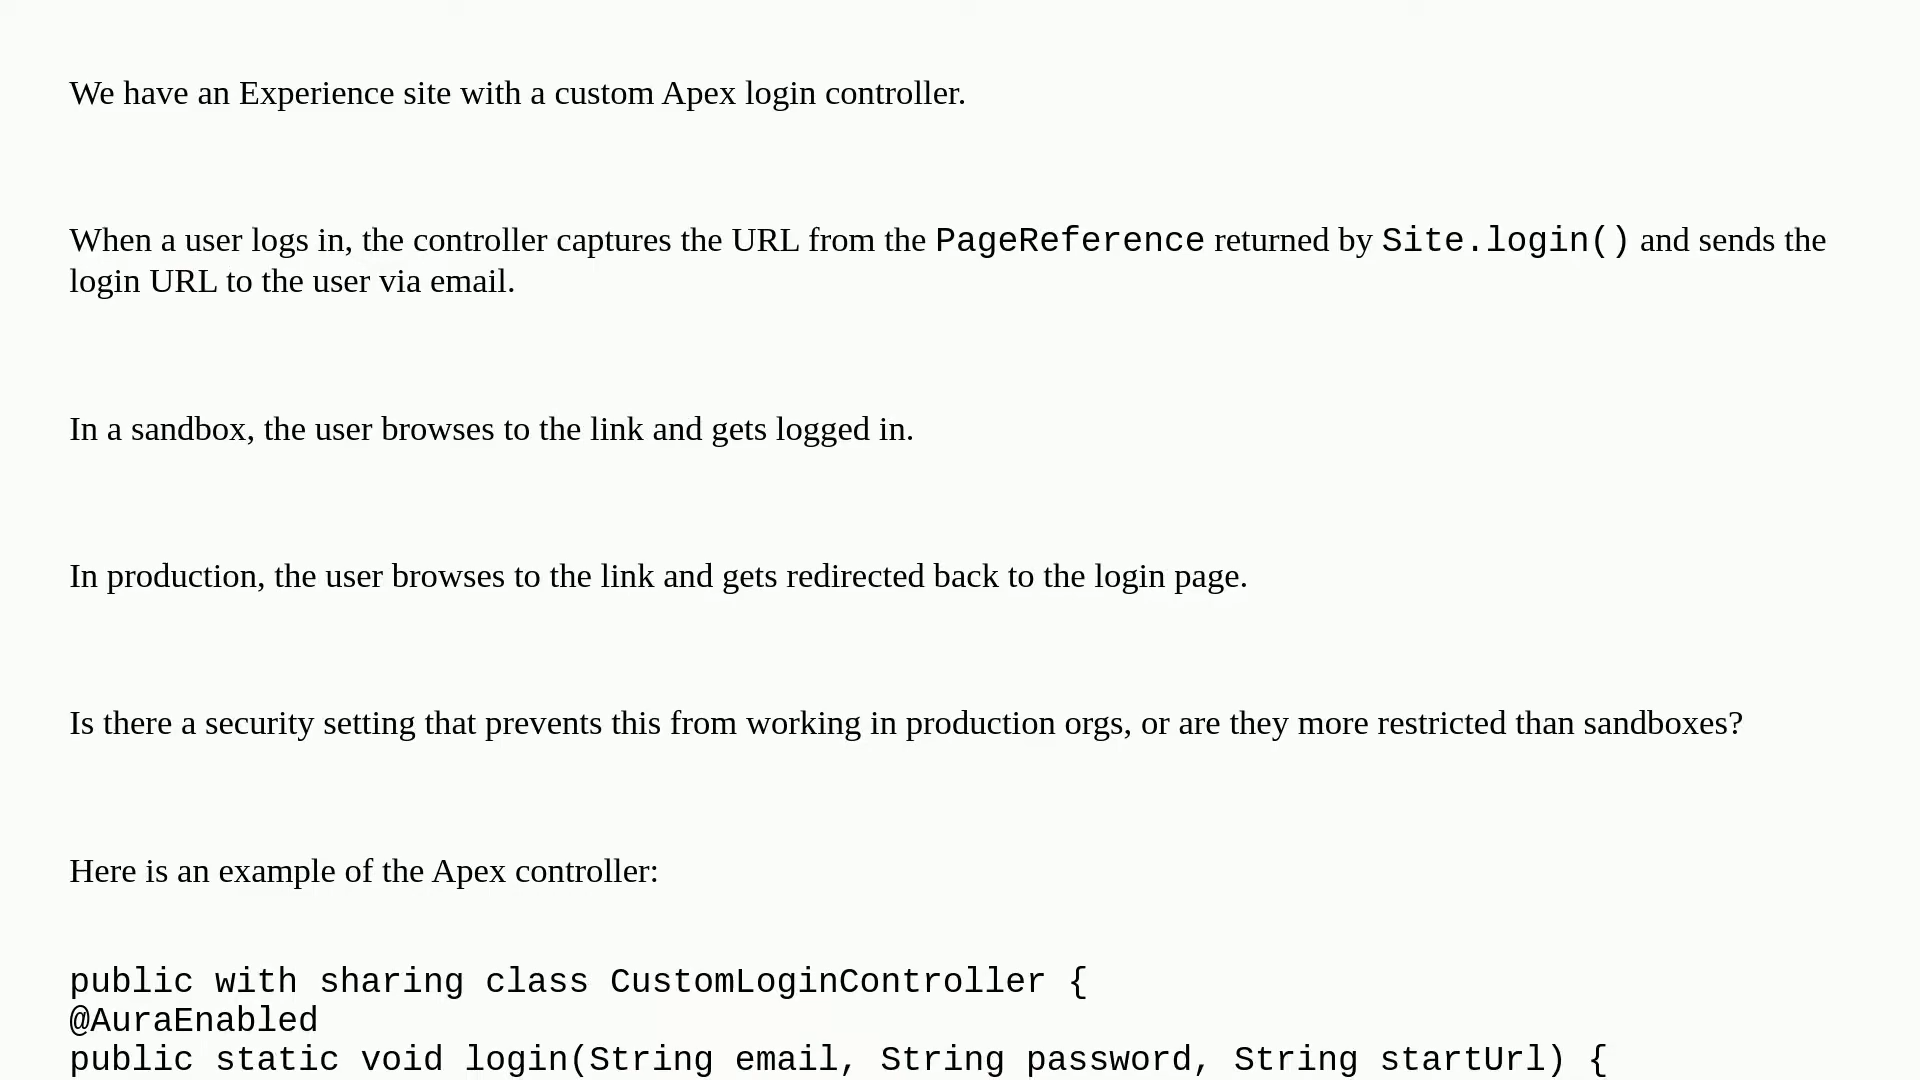 We have an Experience site with a custom Apex login controller.
When a user logs in, the controller captures the URL from the PageReference returned by Site.login() and sends the
login URL to the user via email.
In a sandbox, the user browses to the link and gets logged in.
In production, the user browses to the link and gets redirected back to the login page.
Is there a security setting that prevents this from working in production orgs, or are they more restricted than sandboxes?
Here is an example of the Apex controller:
public with sharing class CustomLoginController {
@AuraEnabled
public static void login(String email, String password, String startUrl) {